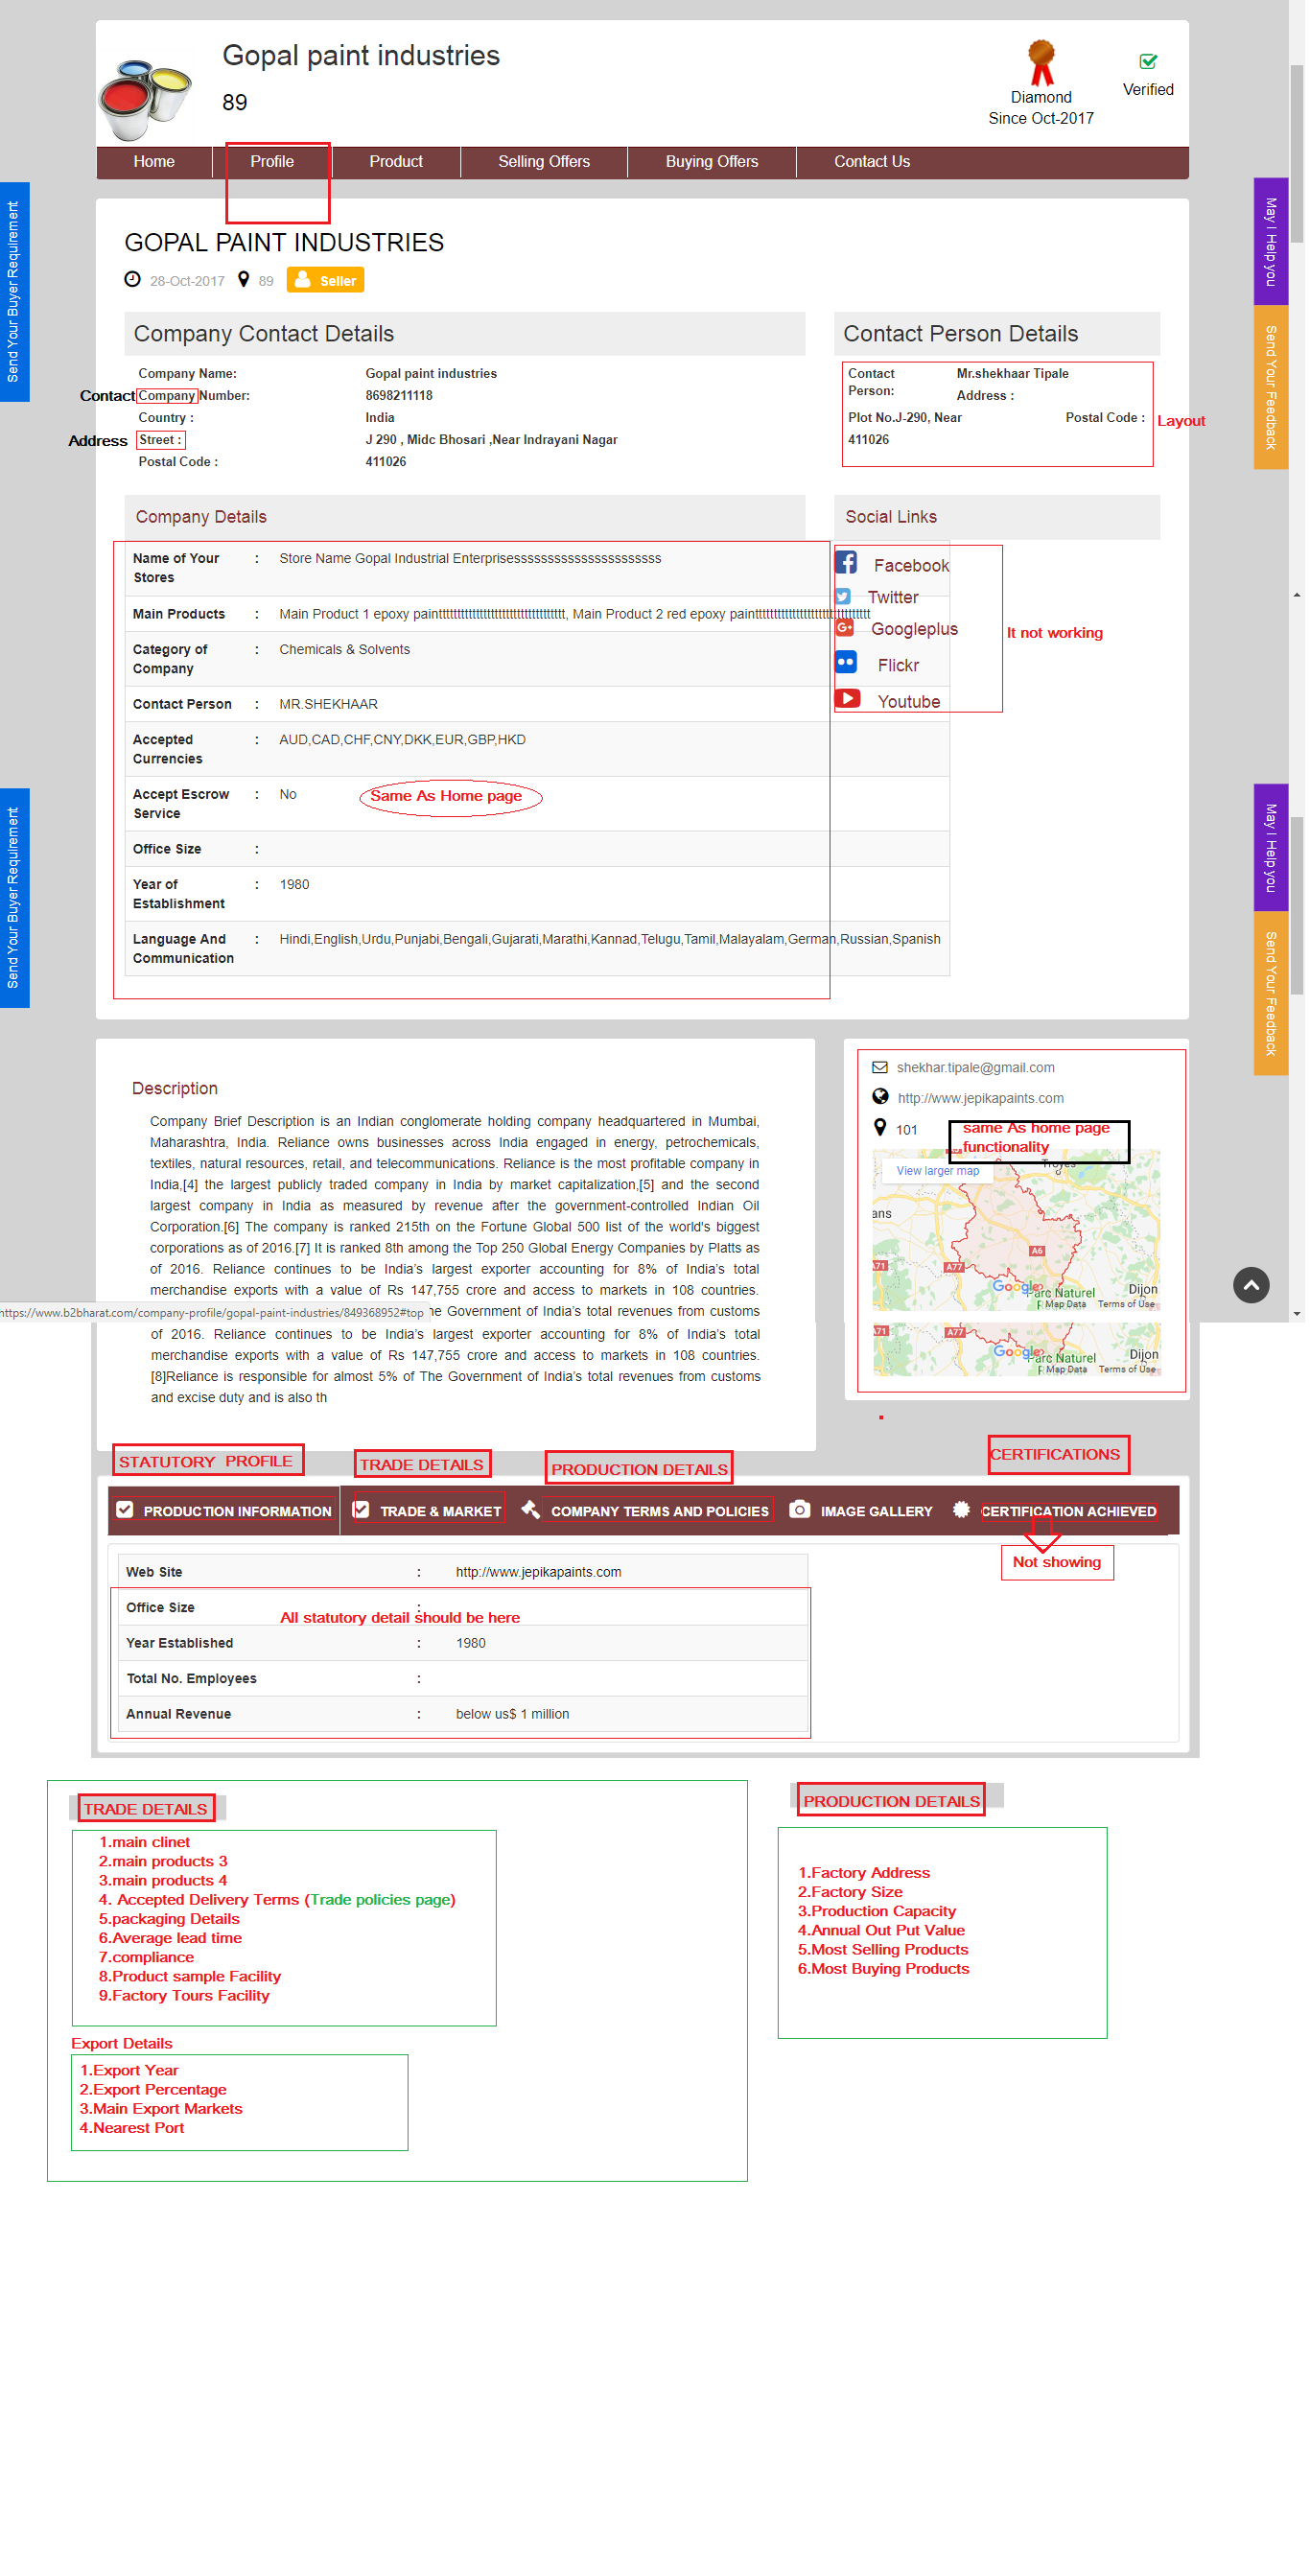 Gopal paint industries
89
Diamond
Since Oct-2017
Verified
Home Profile Product Selling Offers Buying Offers Contact Us
Send Your Buyer Requirement
May I Help you
Send Your Feedback
GOPAL PAINT INDUSTRIES
28-Oct-2017 89 Seller
Company Contact Details
Company Name: Gopal paint industries
Contact Company Number: 8698211118
Country : India
Address Street : J 290 , Midc Bhosari ,Near Indrayani Nagar
Postal Code : 411026
Contact Person Details
Contact Person: Mr.shekhaar Tipale
Address :
Plot No.J-290, Near Postal Code :
411026
Layout
Company Details
Name of Your Stores : Store Name Gopal Industrial Enterprisesssssssssssssssssssssss
Main Products : Main Product 1 epoxy painttttttttttttttttttttttttttttttttttt, Main Product 2 red epoxy painttttttttttttttttttttttttttttttt
Category of Company : Chemicals & Solvents
Contact Person : MR.SHEKHAAR
Accepted Currencies : AUD,CAD,CHF,CNY,DKK,EUR,GBP,HKD
Accept Escrow Service : No
Same As Home page
Office Size :
Year of Establishment : 1980
Language And Communication : Hindi,English,Urdu,Punjabi,Bengali,Gujarati,Marathi,Kannad,Telugu,Tamil,Malayalam,German,Russian,Spanish
Social Links
Facebook
Twitter
Googleplus
Flickr
Youtube
It not working
Send Your Buyer Requirement
May I Help you
Send Your Feedback
Description
Company Brief Description is an Indian conglomerate holding company headquartered in Mumbai,
Maharashtra, India. Reliance owns businesses across India engaged in energy, petrochemicals,
textiles, natural resources, retail, and telecommunications. Reliance is the most profitable company in
India,[4] the largest publicly traded company in India by market capitalization,[5] and the second
largest company in India as measured by revenue after the government-controlled Indian Oil
Corporation.[6] The company is ranked 215th on the Fortune Global 500 list of the world's biggest
corporations as of 2016.[7] It is ranked 8th among the Top 250 Global Energy Companies by Platts as
of 2016. Reliance continues to be India's largest exporter accounting for 8% of India's total
merchandise exports with a value of Rs 147,755 crore and access to markets in 108 countries.
https://www.b2bharat.com/company-profile/gopal-paint-industries/849368952#top
he Government of India's total revenues from customs
of 2016. Reliance continues to be India's largest exporter accounting for 8% of India's total
merchandise exports with a value of Rs 147,755 crore and access to markets in 108 countries.
[8]Reliance is responsible for almost 5% of The Government of India's total revenues from customs
and excise duty and is also th
shekhar.tipale@gmail.com
http://www.jepikapaints.com
101
same As home page
functionality
Troyes
View larger map
ans
A6
A71
A77
Google
Parc Naturel
Dijon
Map Data Terms of Use
A71
A77
Google
Parc Naturel
Dijon
Map Data Terms of Use
STATUTORY PROFILE
TRADE DETAILS
PRODUCTION DETAILS
CERTIFICATIONS
PRODUCTION INFORMATION TRADE & MARKET COMPANY TERMS AND POLICIES IMAGE GALLERY CERTIFICATION ACHIEVED
Not showing
Web Site : http://www.jepikapaints.com
Office Size :
All statutory detail should be here
Year Established : 1980
Total No. Employees :
Annual Revenue : below us$ 1 million
TRADE DETAILS
1.main clinet
2.main products 3
3.main products 4
4. Accepted Delivery Terms (Trade policies page)
5.packaging Details
6.Average lead time
7.compliance
8.Product sample Facility
9.Factory Tours Facility
Export Details
1.Export Year
2.Export Percentage
3.Main Export Markets
4.Nearest Port
PRODUCTION DETAILS
1.Factory Address
2.Factory Size
3.Production Capacity
4.Annual Out Put Value
5.Most Selling Products
6.Most Buying Products